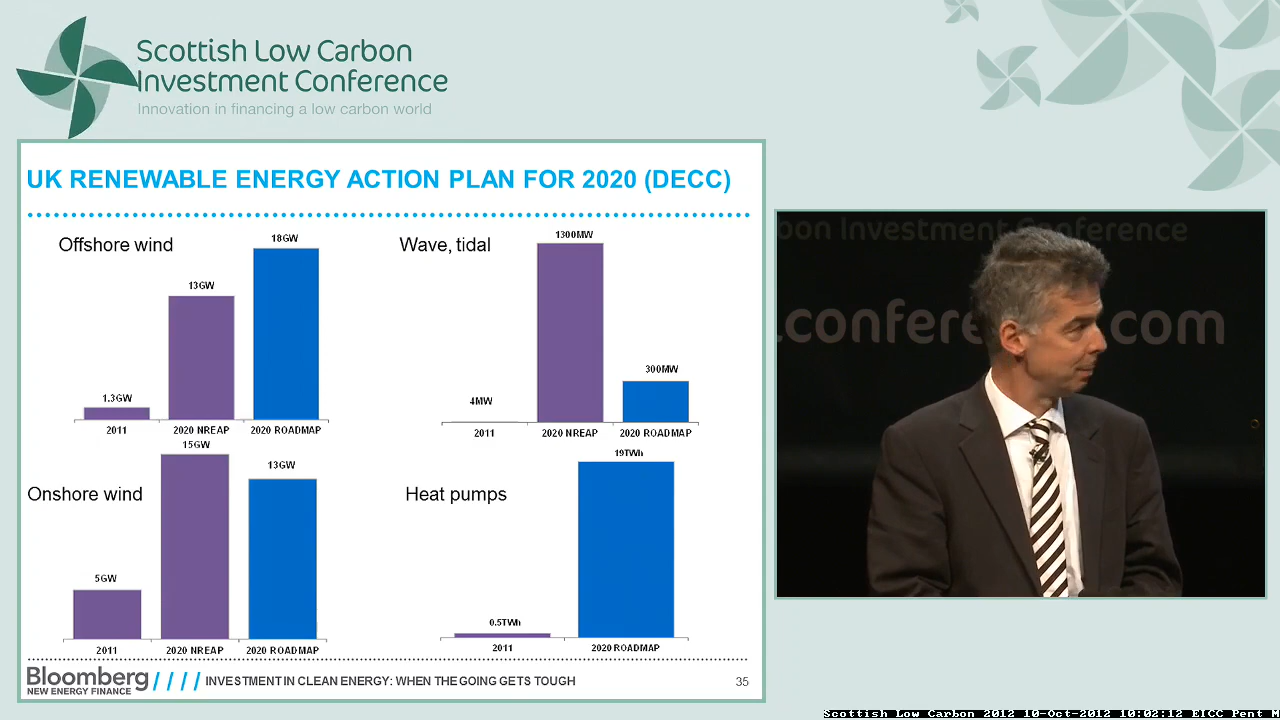 Scottish Low Carbon
Investment Conference
Innovation in financing a low carbon world
UK RENEWABLE ENERGY ACTION PLAN FOR 2020 (DECC)
Offshore wind
1.3GW
13GW
18GW
2011
2020 NREAP
2020 ROADMAP
Wave, tidal
4MW
1300MW
300MW
2011
2020 NREAP
2020 ROADMAP
Onshore wind
5GW
15GW
13GW
2011
2020 NREAP
2020 ROADMAP
Heat pumps
0.5TWh
19TWh
2011
2020 ROADMAP
Bloomberg
NEW ENERGY FINANCE
//// INVESTMENT IN CLEAN ENERGY: WHEN THE GOING GETS TOUGH
35
bon Investment Conference
.conference.com
Scottish Low Carbon 2012 10-Oct-2012 10:02:12 EICC Pent M